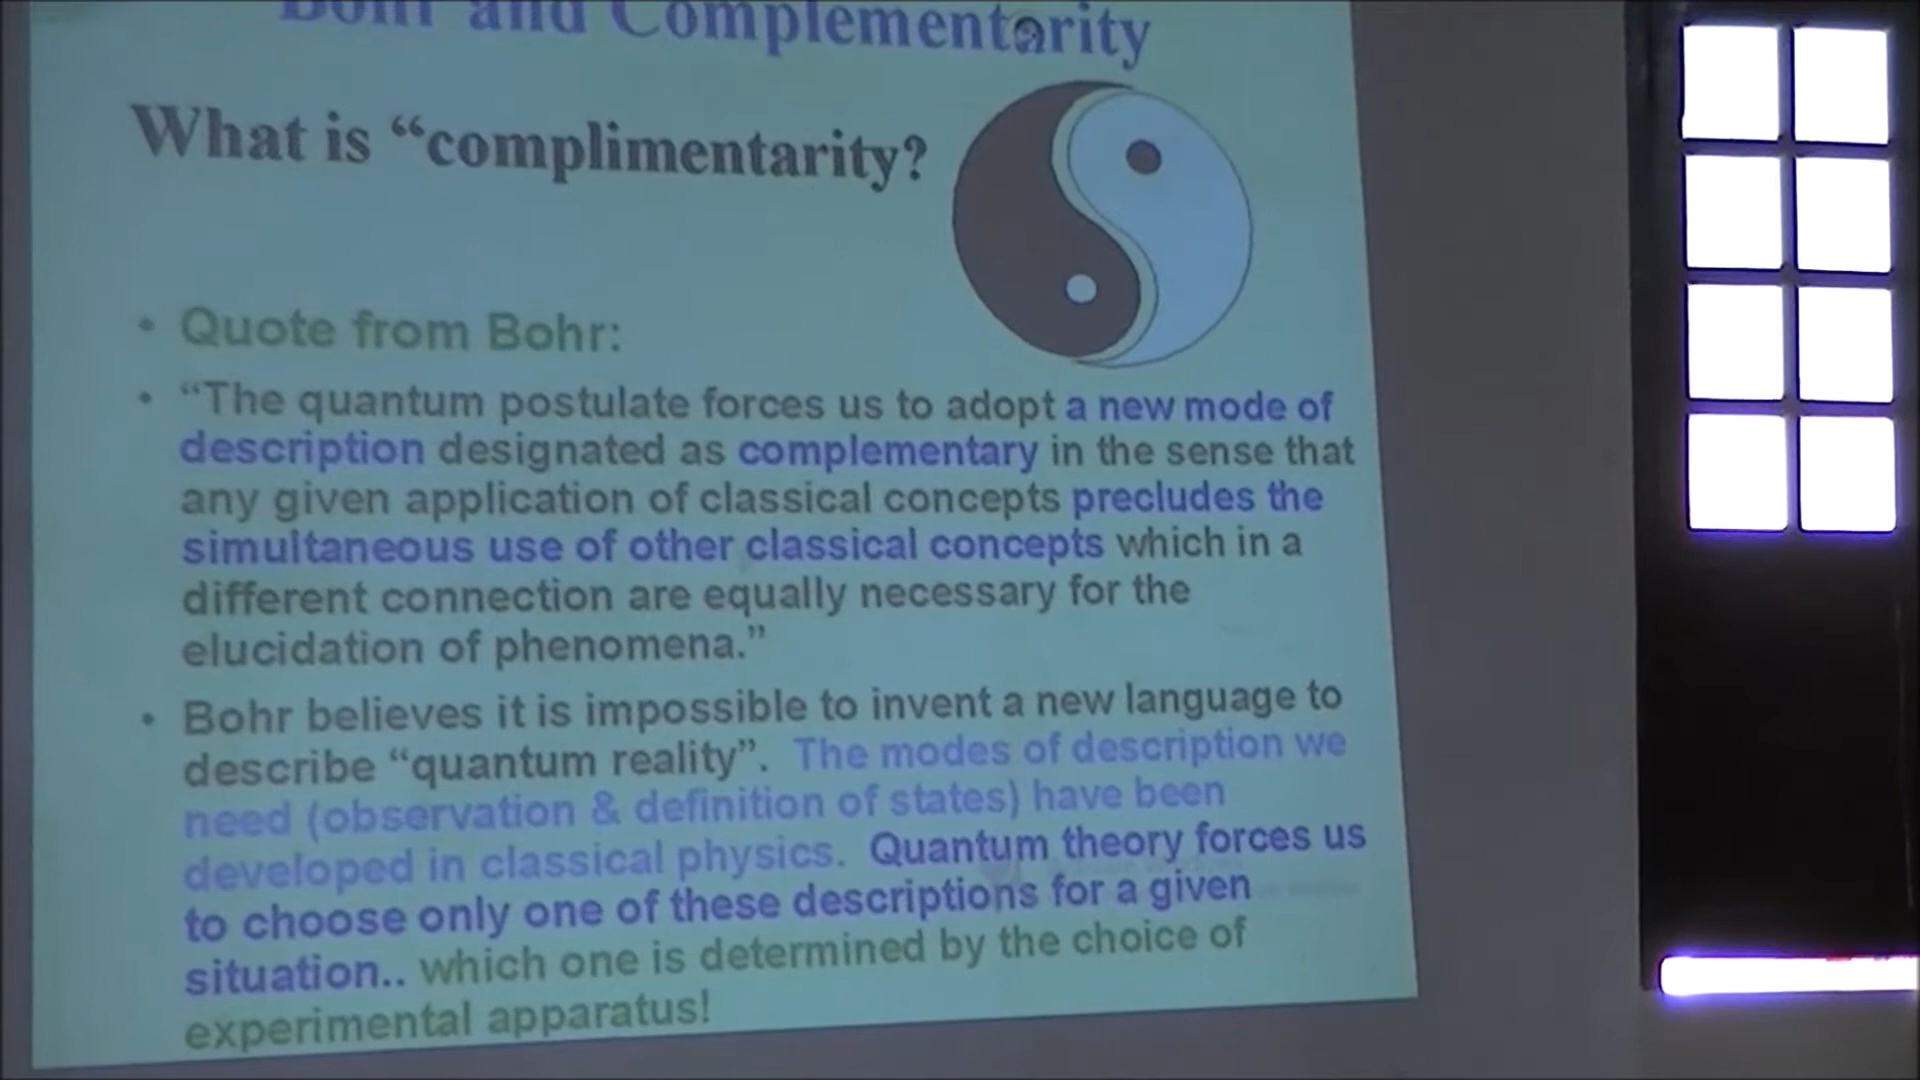 Bohr and Complementarity
What is “complimentarity?
• Quote from Bohr:
• “The quantum postulate forces us to adopt a new mode of
description designated as complementary in the sense that
any given application of classical concepts precludes the
simultaneous use of other classical concepts which in a
different connection are equally necessary for the
elucidation of phenomena.”
• Bohr believes it is impossible to invent a new language to
describe “quantum reality”. The modes of description we
need (observation & definition of states) have been
developed in classical physics. Quantum theory forces us
to choose only one of these descriptions for a given
situation.. which one is determined by the choice of
experimental apparatus!